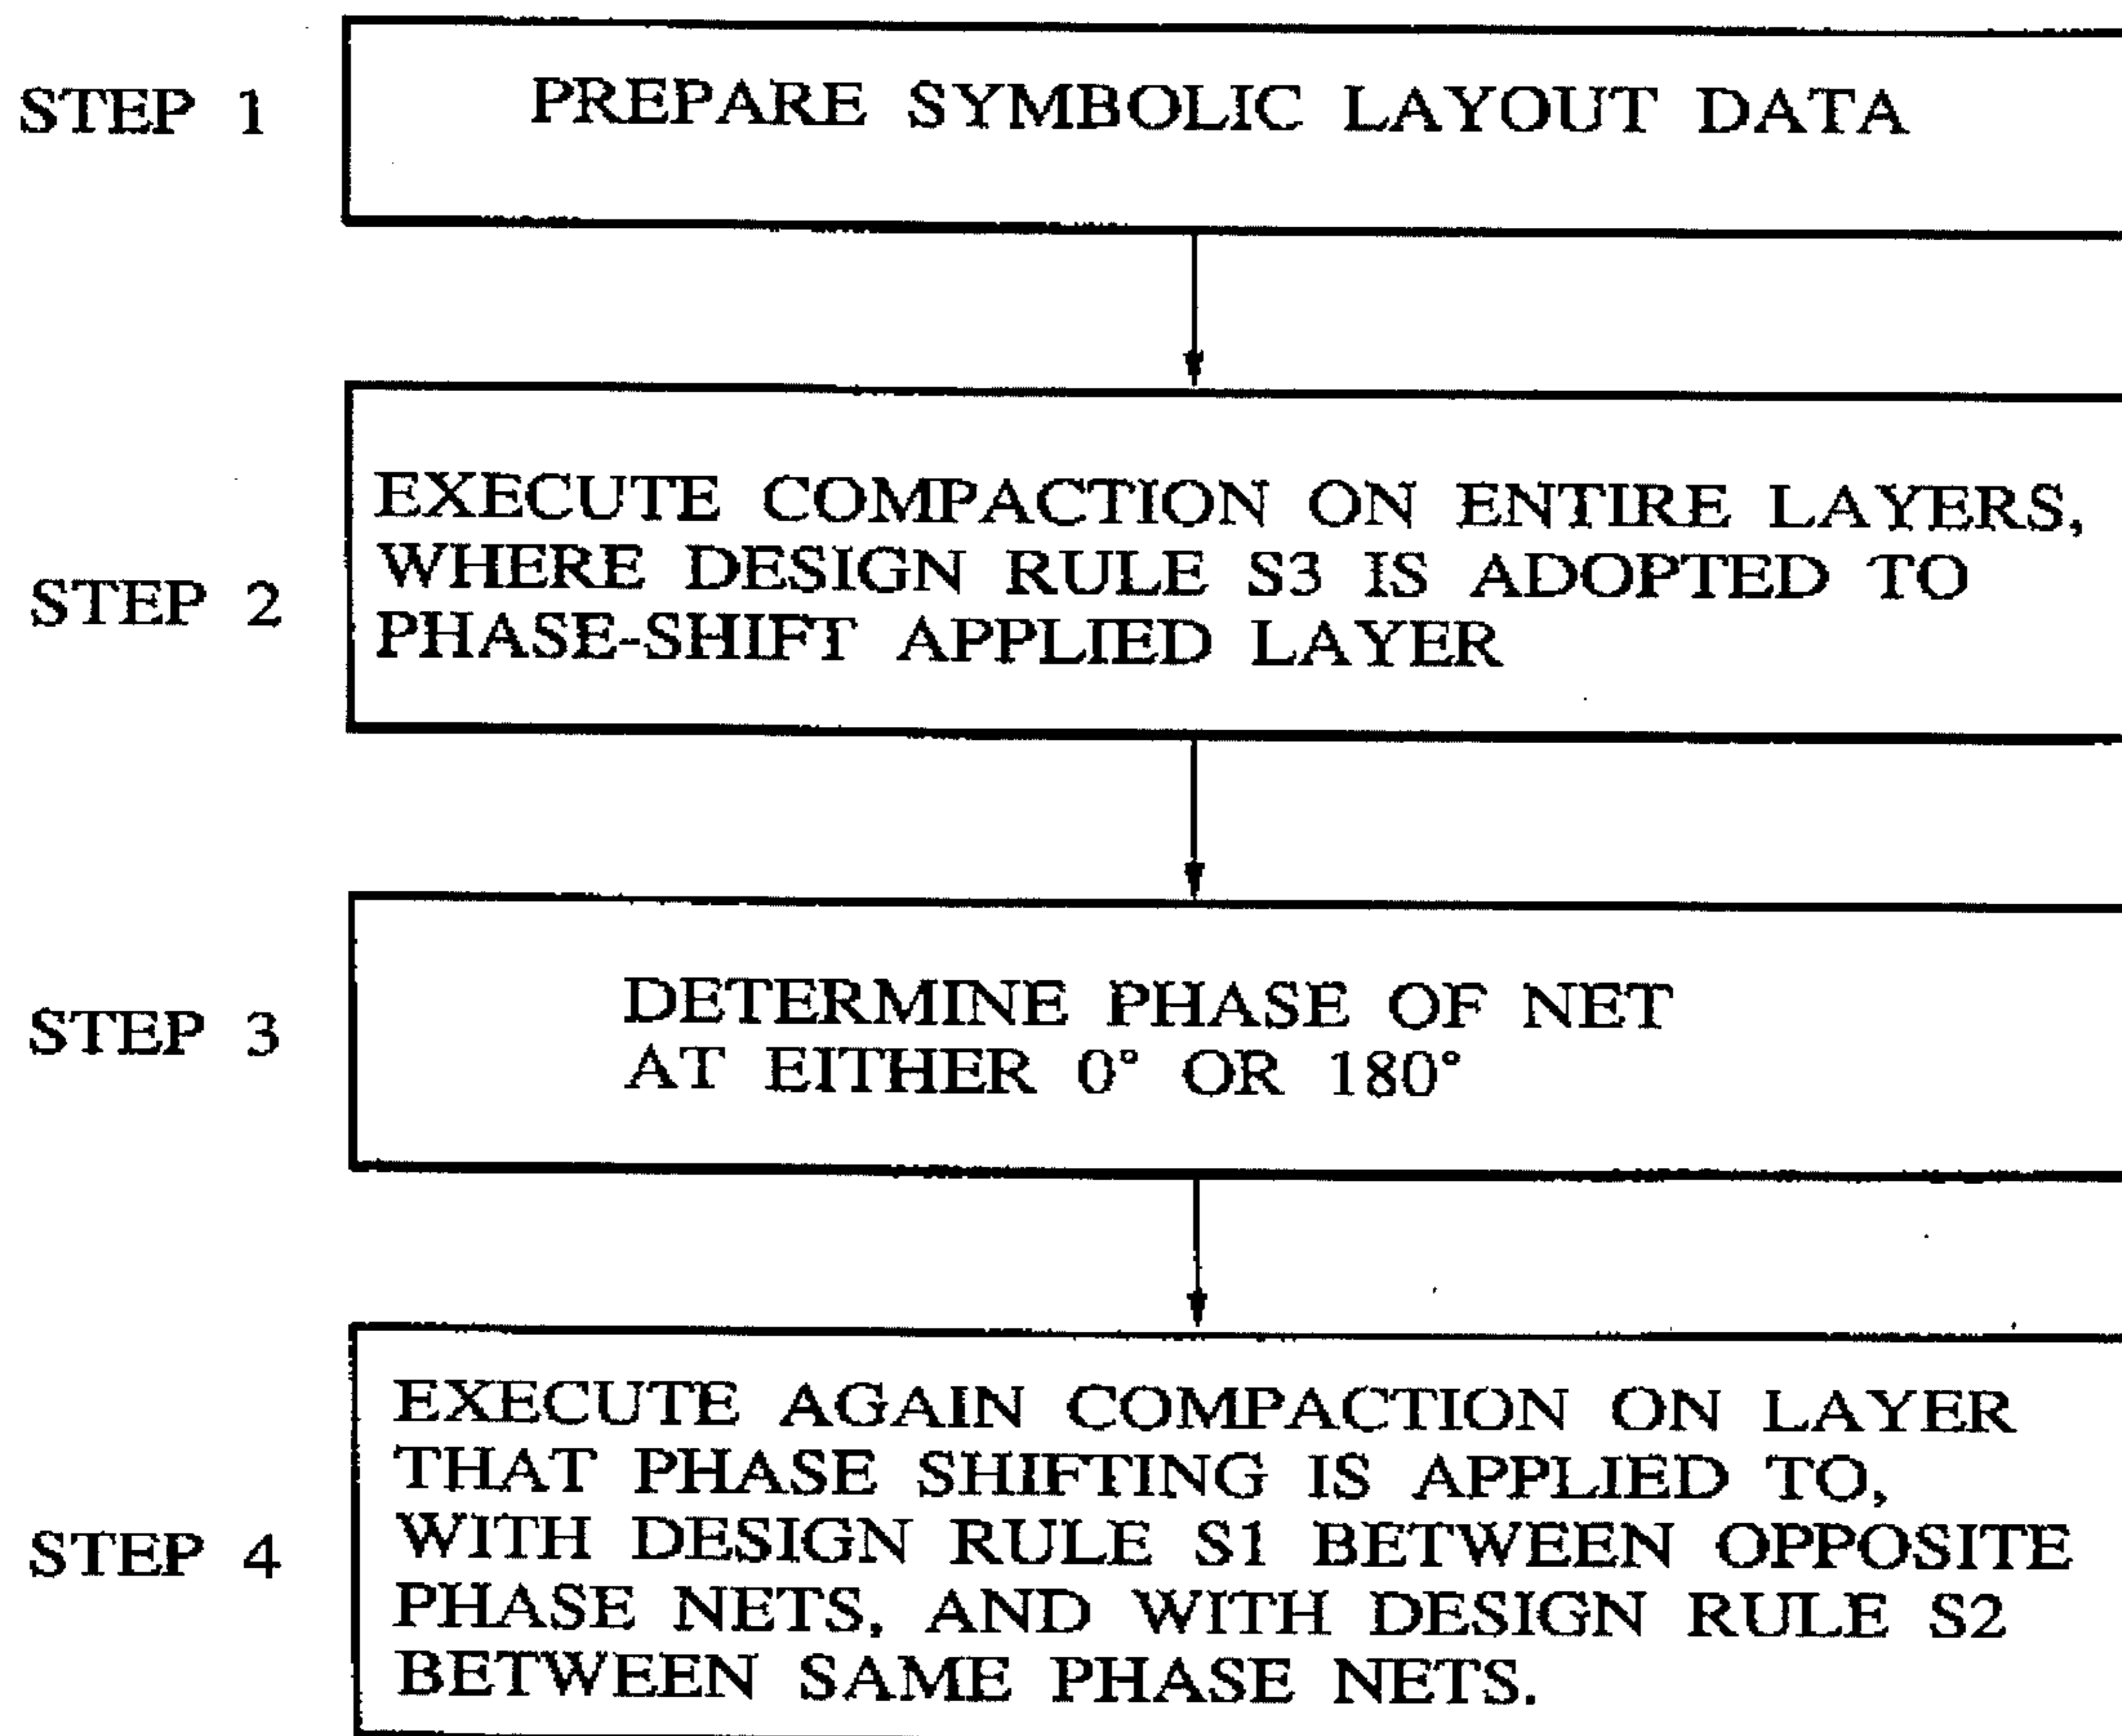 STEP 1
PREPARE SYMBOLIC LAYOUT DATA
STEP 2
EXECUTE COMPACTION ON ENTIRE LAYERS,
WHERE DESIGN RULE S3 IS ADOPTED TO
PHASE-SHIFT APPLIED LAYER
STEP 3
DETERMINE PHASE OF NET
AT EITHER 0° OR 180°
STEP 4
EXECUTE AGAIN COMPACTION ON LAYER
THAT PHASE SHIFTING IS APPLIED TO,
WITH DESIGN RULE S1 BETWEEN OPPOSITE
PHASE NETS, AND WITH DESIGN RULE S2
BETWEEN SAME PHASE NETS.